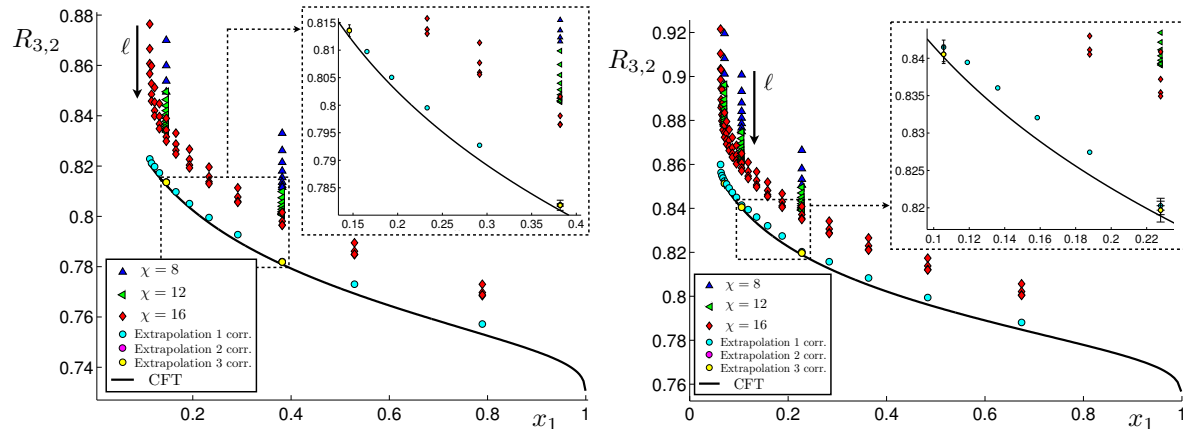 R3,2
ℓ
0.88
0.86
0.84
0.82
0.8
0.78
0.76
0.74
0.2
0.4
0.6
0.8
1
x1
0.815
0.81
0.805
0.8
0.795
0.79
0.785
0.15
0.2
0.25
0.3
0.35
0.4
χ = 8
χ = 12
χ = 16
Extrapolation 1 corr.
Extrapolation 2 corr.
Extrapolation 3 corr.
CFT
R3,2
ℓ
0.94
0.92
0.9
0.88
0.86
0.84
0.82
0.8
0.78
0.76
0
0.2
0.4
0.6
0.8
1
x1
0.84
0.835
0.83
0.825
0.82
0.1
0.12
0.14
0.16
0.18
0.2
0.22
χ = 8
χ = 12
χ = 16
Extrapolation 1 corr.
Extrapolation 2 corr.
Extrapolation 3 corr.
CFT